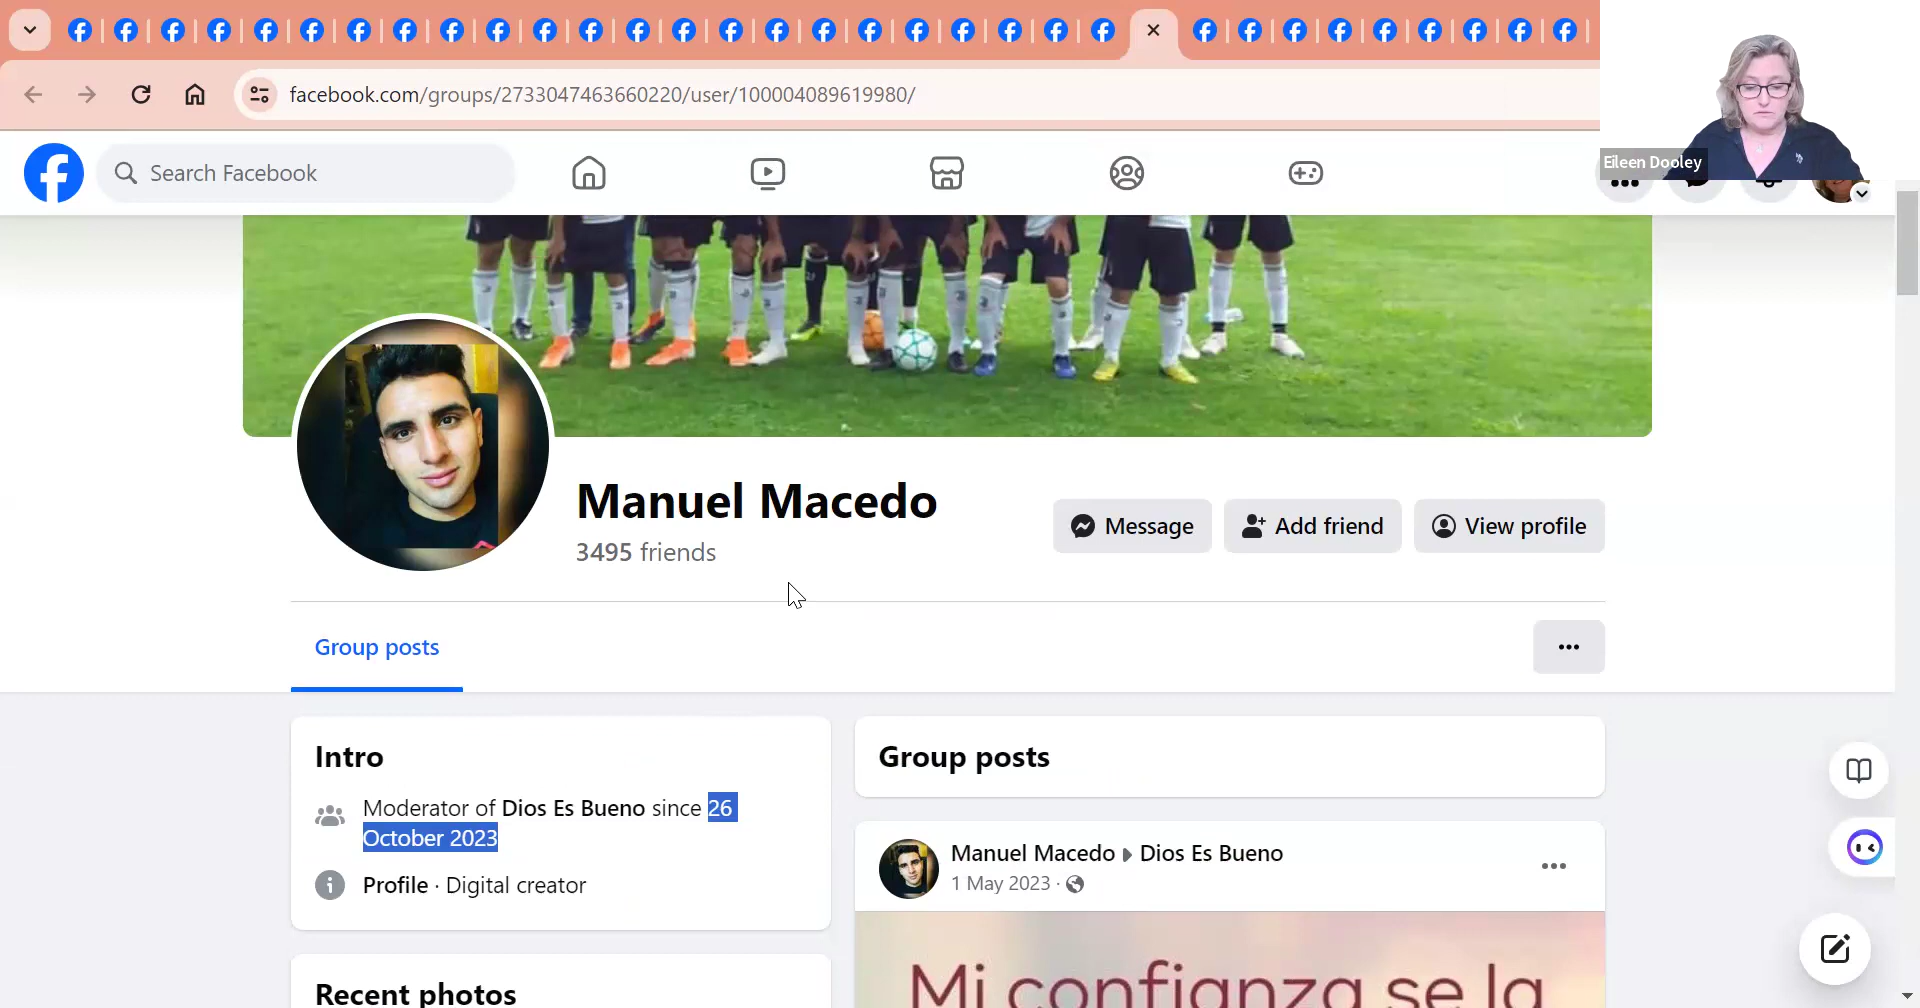 facebook.com/groups/2733047463660220/user/100004089619980/
Eileen Dooley
Search Facebook
Manuel Macedo
3495 friends
Message
Add friend
View profile
Group posts
Intro
Moderator of Dios Es Bueno since 26
October 2023
Profile · Digital creator
Recent photos
Group posts
Manuel Macedo ▸ Dios Es Bueno
1 May 2023 ·
Mi confianza se la